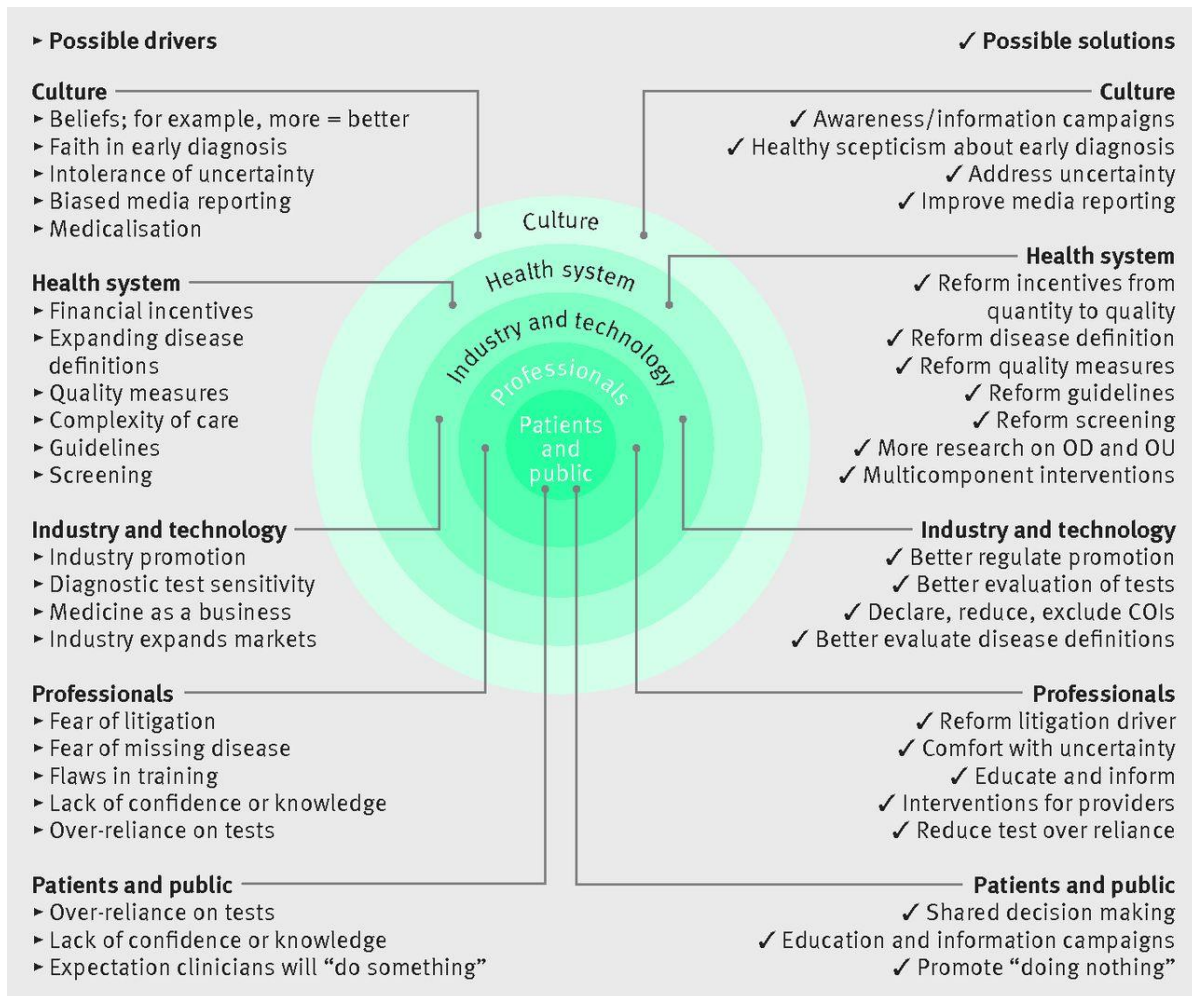 ► Possible drivers
Culture
► Beliefs; for example, more = better
► Faith in early diagnosis
► Intolerance of uncertainty
► Biased media reporting
► Medicalisation
Health system
► Financial incentives
► Expanding disease
definitions
► Quality measures
► Complexity of care
► Guidelines
► Screening
Industry and technology
► Industry promotion
► Diagnostic test sensitivity
► Medicine as a business
► Industry expands markets
Professionals
► Fear of litigation
► Fear of missing disease
► Flaws in training
► Lack of confidence or knowledge
► Over-reliance on tests
Patients and public
► Over-reliance on tests
► Lack of confidence or knowledge
► Expectation clinicians will “do something”
Culture
Health system
Industry and technology
Professionals
Patients
and
public
✓ Possible solutions
Culture
✓ Awareness/information campaigns
✓ Healthy scepticism about early diagnosis
✓ Address uncertainty
✓ Improve media reporting
Health system
✓ Reform incentives from
quantity to quality
✓ Reform disease definition
✓ Reform quality measures
✓ Reform guidelines
✓ Reform screening
✓ More research on OD and OU
✓ Multicomponent interventions
Industry and technology
✓ Better regulate promotion
✓ Better evaluation of tests
✓ Declare, reduce, exclude COIs
✓ Better evaluate disease definitions
Professionals
✓ Reform litigation driver
✓ Comfort with uncertainty
✓ Educate and inform
✓ Interventions for providers
✓ Reduce test over reliance
Patients and public
✓ Shared decision making
✓ Education and information campaigns
✓ Promote “doing nothing”